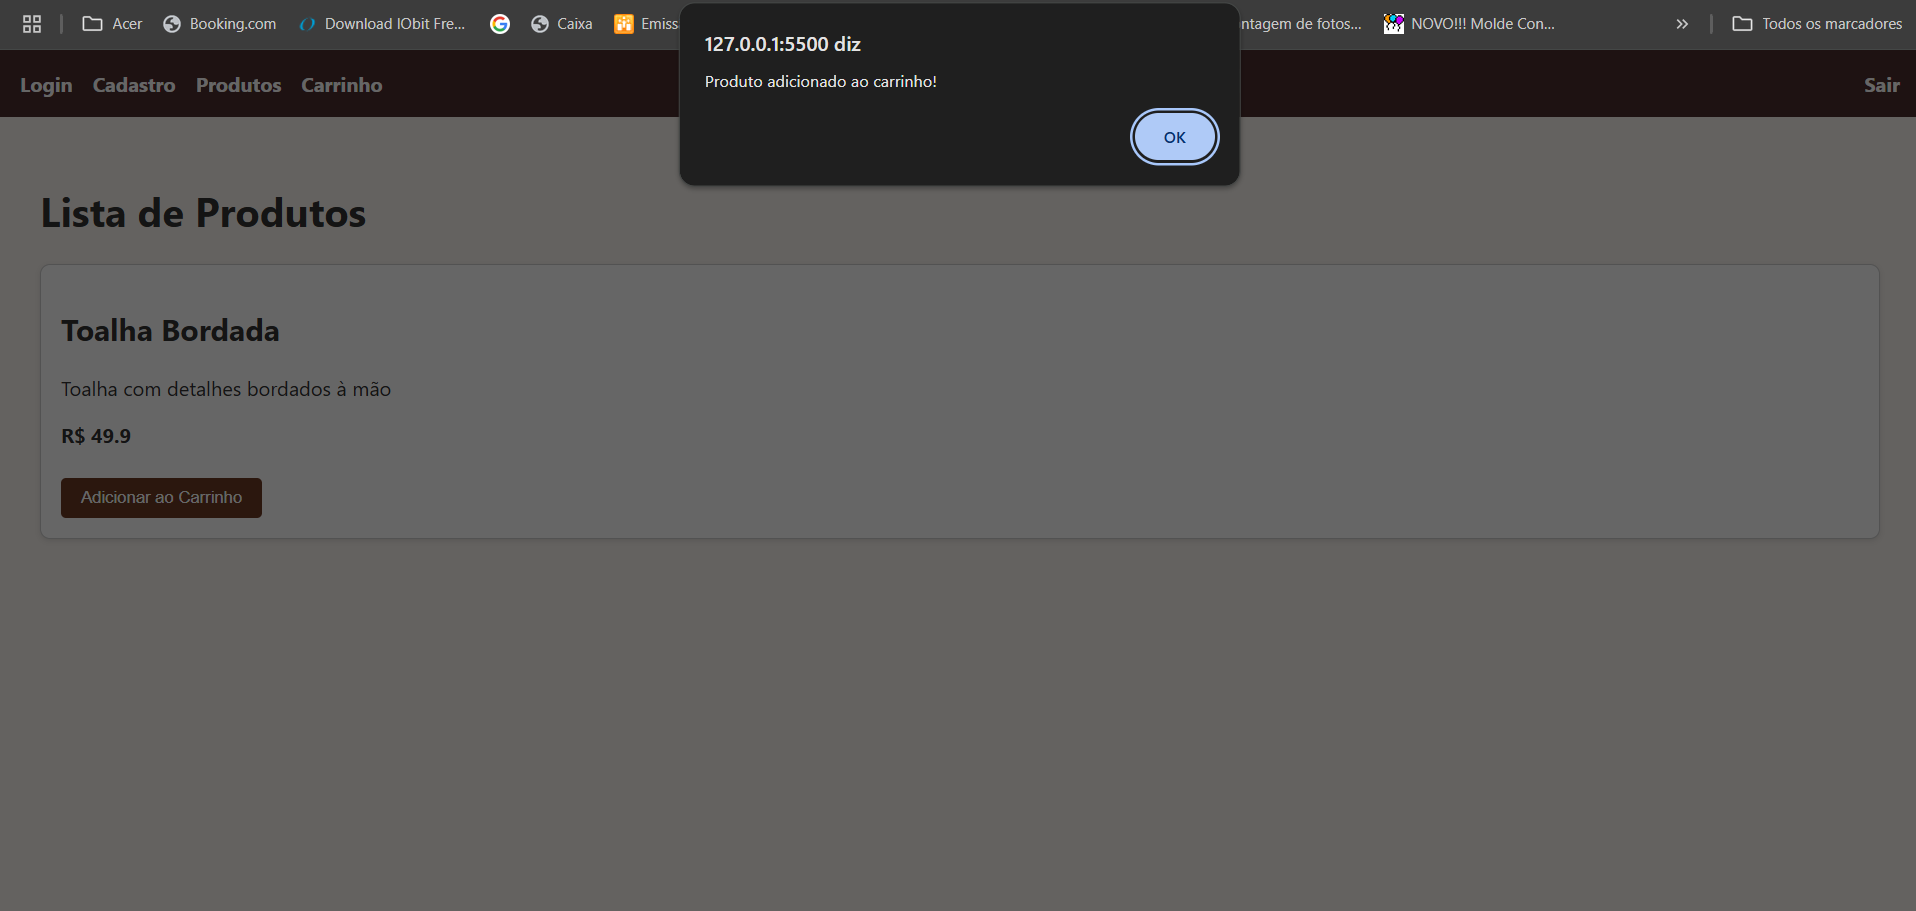 Acer Booking.com Download IObit Fre... Caixa ntagem de fotos... NOVO!!! Molde Con... Todos os marcadores
127.0.0.1:5500 diz
Produto adicionado ao carrinho!
OK
Login Cadastro Produtos Carrinho Sair
Lista de Produtos
Toalha Bordada
Toalha com detalhes bordados à mão
R$ 49.9
Adicionar ao Carrinho